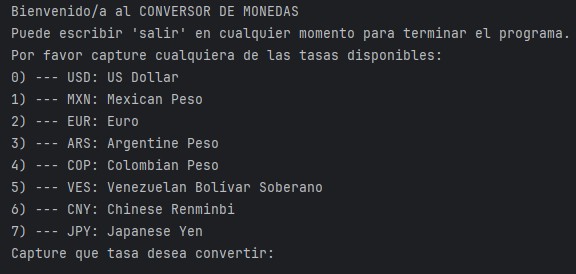 Bienvenido/a al CONVERSOR DE MONEDAS
Puede escribir 'salir' en cualquier momento para terminar el programa.
Por favor capture cualquiera de las tasas disponibles:
0) --- USD: US Dollar
1) --- MXN: Mexican Peso
2) --- EUR: Euro
3) --- ARS: Argentine Peso
4) --- COP: Colombian Peso
5) --- VES: Venezuelan Bolívar Soberano
6) --- CNY: Chinese Renminbi
7) --- JPY: Japanese Yen
Capture que tasa desea convertir: